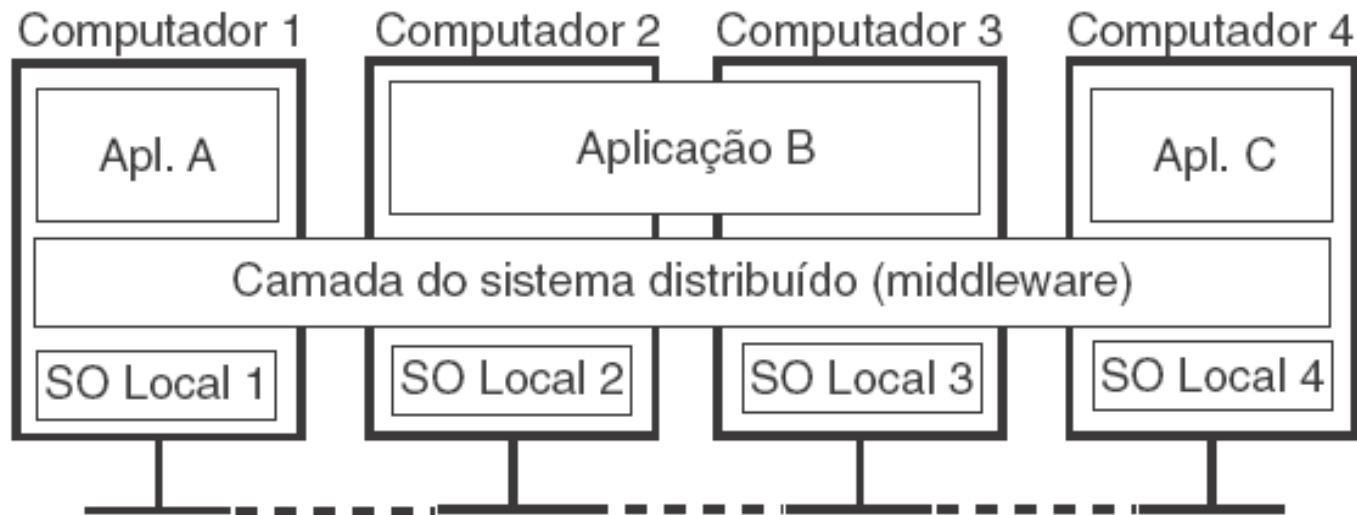 Computador 1
Computador 2
Computador 3
Computador 4
Apl. A
Aplicação B
Apl. C
Camada do sistema distribuído (middleware)
SO Local 1
SO Local 2
SO Local 3
SO Local 4